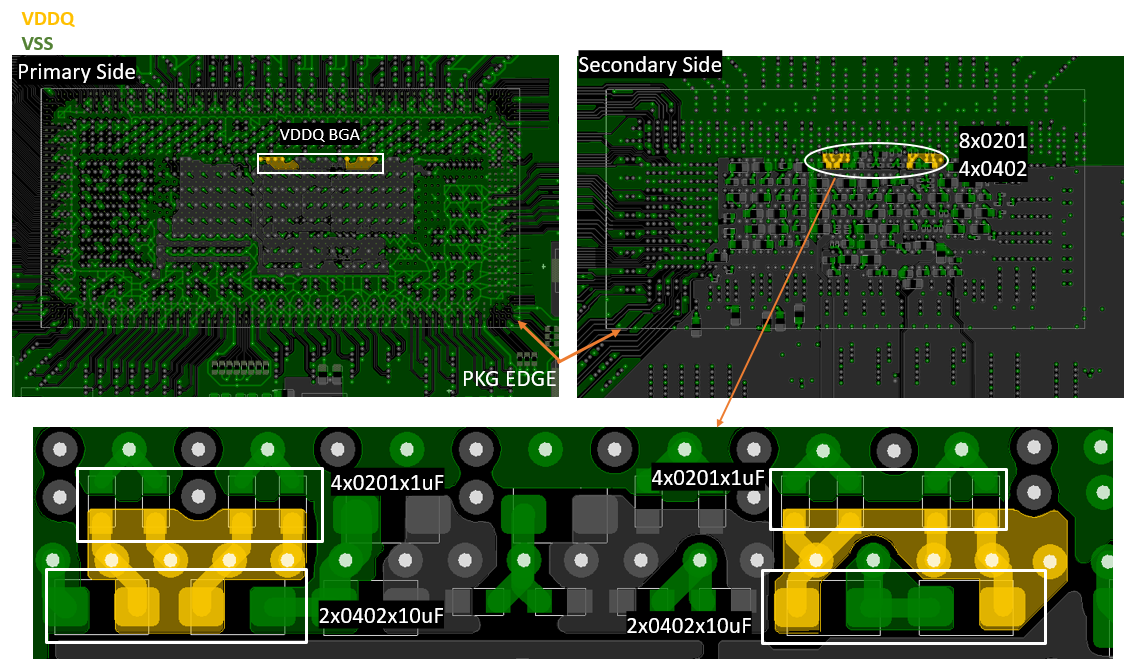 VDDQ
VSS
Primary Side
Secondary Side
VDDQ BGA
8x0201
4x0402
PKG EDGE
4x0201x1uF
4x0201x1uF
2x0402x10uF
2x0402x10uF